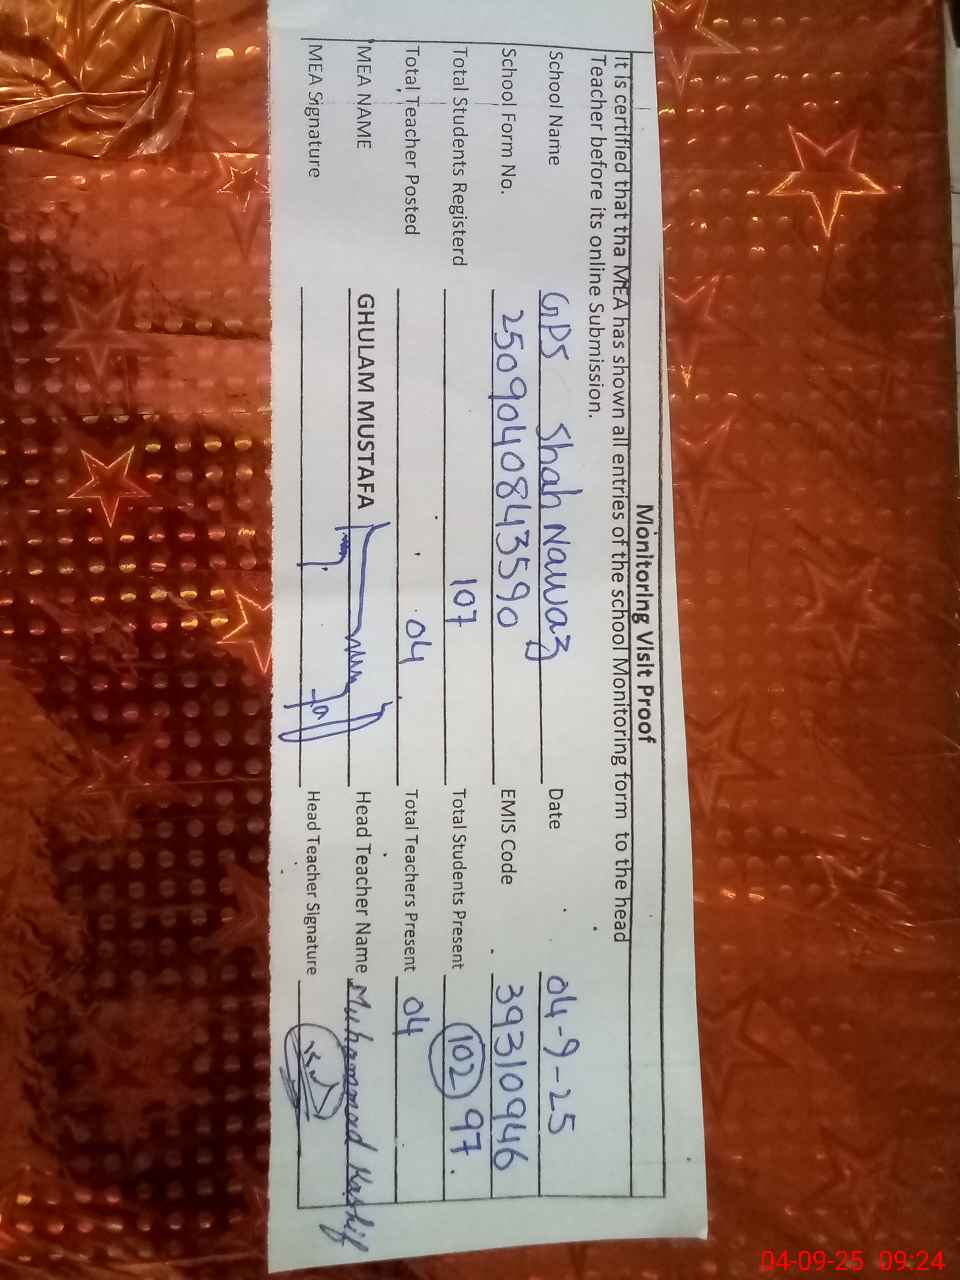 Monitoring Visit Proof
it is certified that tha MEA has shown all entries of the school Monitoring form to the head
Teacher before its online Submission.
School Name GPS Shah Nawaz Date 04-9-25
School Form No. 2509040843590 EMIS Code 39310946
Total Students Registerd 107 Total Students Present 102 97.
Total Teacher Posted 04 Total Teachers Present 04
MEA NAME GHULAM MUSTAFA Head Teacher Name Muhammad Kashif
MEA Signature Head Teacher Signature
04-09-25 09:24